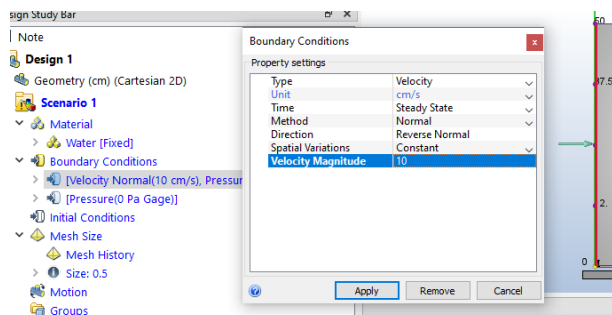 sign Study Bar
Note
Design 1
Geometry (cm) (Cartesian 2D)
Scenario 1
Material
Water [Fixed]
Boundary Conditions
[Velocity Normal(10 cm/s), Pressur
[Pressure(0 Pa Gage)]
Initial Conditions
Mesh Size
Mesh History
Size: 0.5
Motion
Groups
Boundary Conditions
x
Property settings
Type Velocity
Unit cm/s
Time Steady State
Method Normal
Direction Reverse Normal
Spatial Variations Constant
Velocity Magnitude 10
Apply Remove Cancel
50
37.5
2.
0